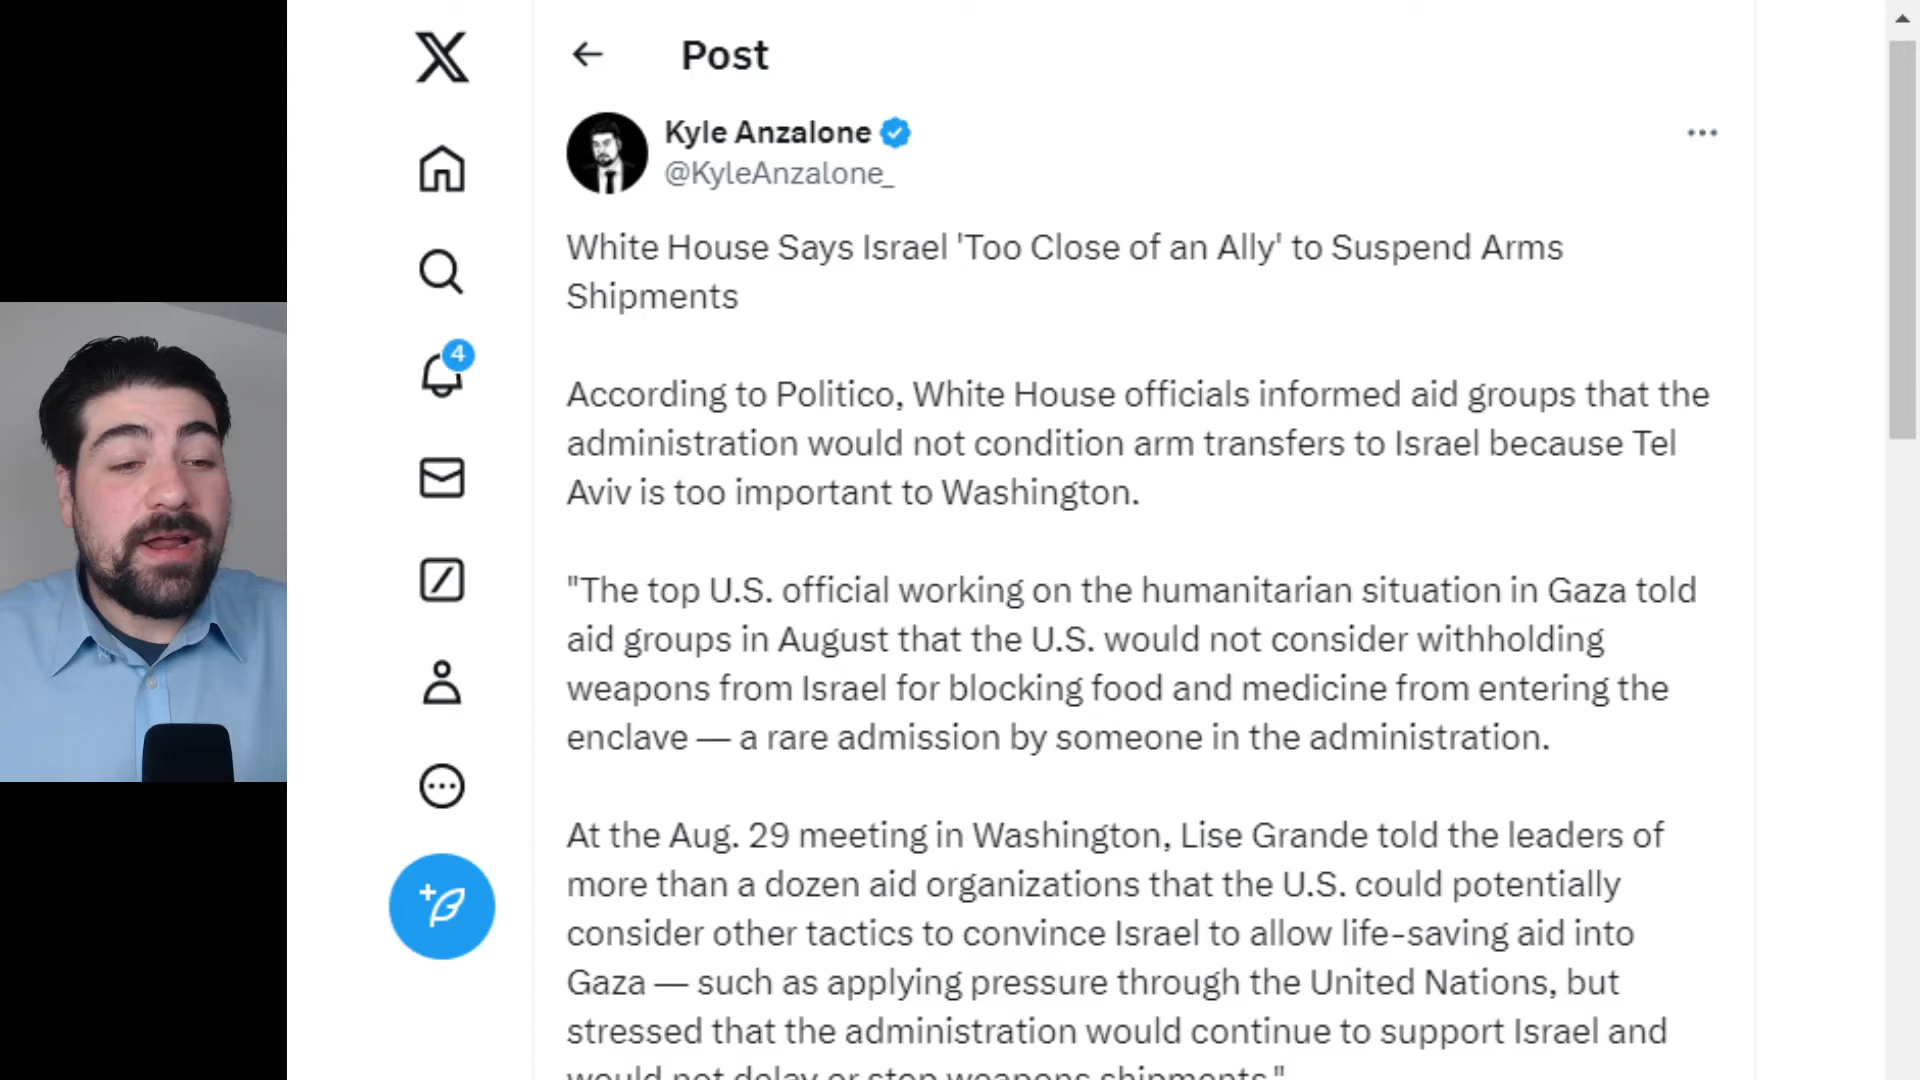 Post
Kyle Anzalone
@KyleAnzalone_
White House Says Israel 'Too Close of an Ally' to Suspend Arms
Shipments
4
According to Politico, White House officials informed aid groups that the
administration would not condition arm transfers to Israel because Tel
Aviv is too important to Washington.
"The top U.S. official working on the humanitarian situation in Gaza told
aid groups in August that the U.S. would not consider withholding
weapons from Israel for blocking food and medicine from entering the
enclave — a rare admission by someone in the administration.
At the Aug. 29 meeting in Washington, Lise Grande told the leaders of
more than a dozen aid organizations that the U.S. could potentially
consider other tactics to convince Israel to allow life-saving aid into
Gaza — such as applying pressure through the United Nations, but
stressed that the administration would continue to support Israel and
would not delay or stop weapons shipments."